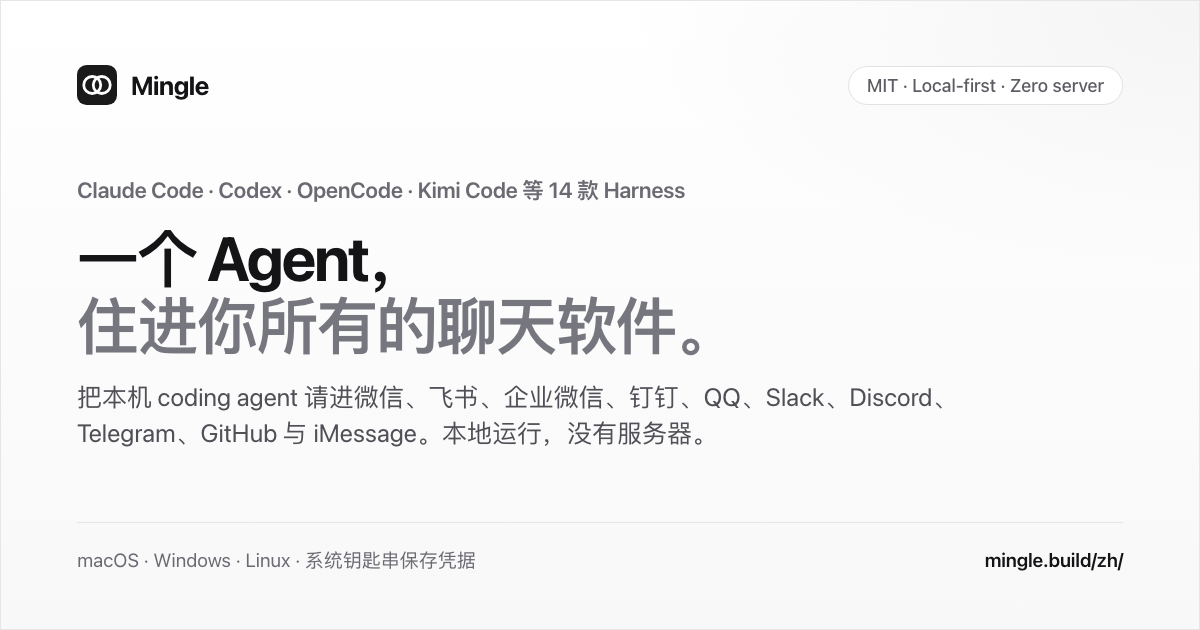 Mingle
MIT · Local-first · Zero server
Claude Code · Codex · OpenCode · Kimi Code 等 14 款 Harness
一个 Agent，
住进你所有的聊天软件。
把本机 coding agent 请进微信、飞书、企业微信、钉钉、QQ、Slack、Discord、
Telegram、GitHub 与 iMessage。本地运行，没有服务器。
macOS · Windows · Linux · 系统钥匙串保存凭据
mingle.build/zh/